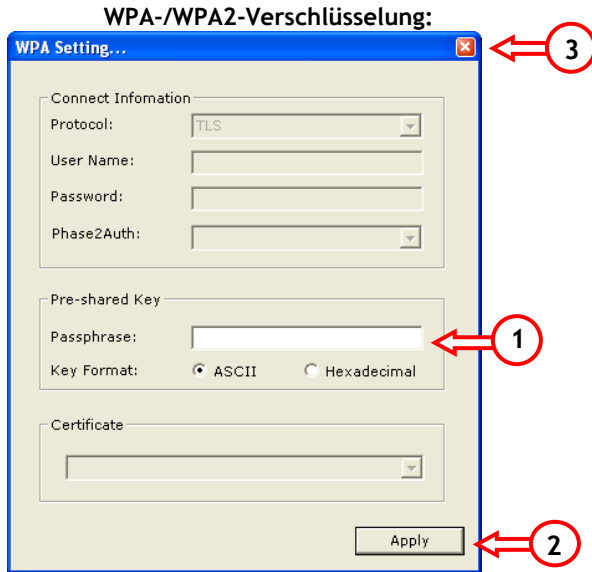 WPA-/WPA2-Verschlüsselung:
WPA Setting...
3
Connect Infomation
Protocol: TLS
User Name:
Password:
Phase2Auth:
Pre-shared Key
Passphrase:
1
Key Format: ASCII Hexadecimal
Certificate
Apply
2